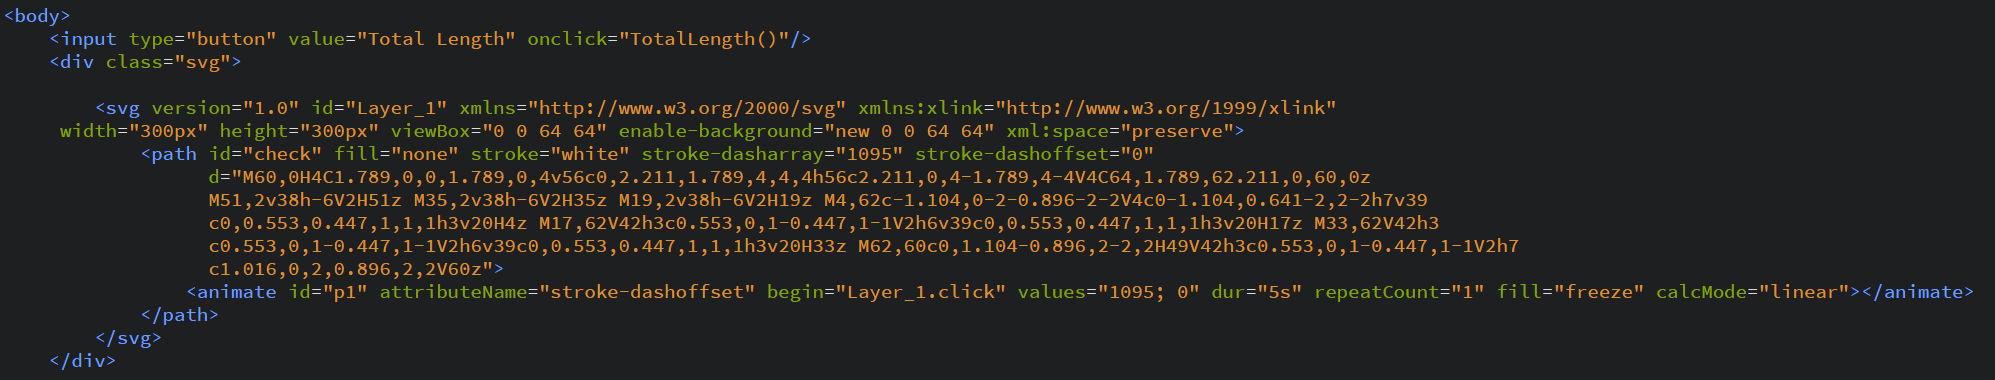 <body>
<input type="button" value="Total Length" onclick="TotalLength()"/>
<div class="svg">
<svg version="1.0" id="Layer_1" xmlns="http://www.w3.org/2000/svg" xmlns:xlink="http://www.w3.org/1999/xlink"
width="300px" height="300px" viewBox="0 0 64 64" enable-background="new 0 0 64 64" xml:space="preserve">
<path id="check" fill="none" stroke="white" stroke-dasharray="1095" stroke-dashoffset="0"
d="M60,0H4C1.789,0,0,1.789,0,4v56c0,2.211,1.789,4,4,4h56c2.211,0,4-1.789,4-4V4C64,1.789,62.211,0,60,0z
M51,2v38h-6V2H51z M35,2v38h-6V2H35z M19,2v38h-6V2H19z M4,62c-1.104,0-2-0.896-2-2V4c0-1.104,0.641-2,2-2h7v39
c0,0.553,0.447,1,1,1h3v20H4z M17,62V42h3c0.553,0,1-0.447,1-1V2h6v39c0,0.553,0.447,1,1,1h3v20H17z M33,62V42h3
c0.553,0,1-0.447,1-1V2h6v39c0,0.553,0.447,1,1,1h3v20H33z M62,60c0,1.104-0.896,2-2,2H49V42h3c0.553,0,1-0.447,1-1V2h7
c1.016,0,2,0.896,2,2V60z">
<animate id="p1" attributeName="stroke-dashoffset" begin="Layer_1.click" values="1095; 0" dur="5s" repeatCount="1" fill="freeze" calcMode="linear"></animate>
</path>
</svg>
</div>